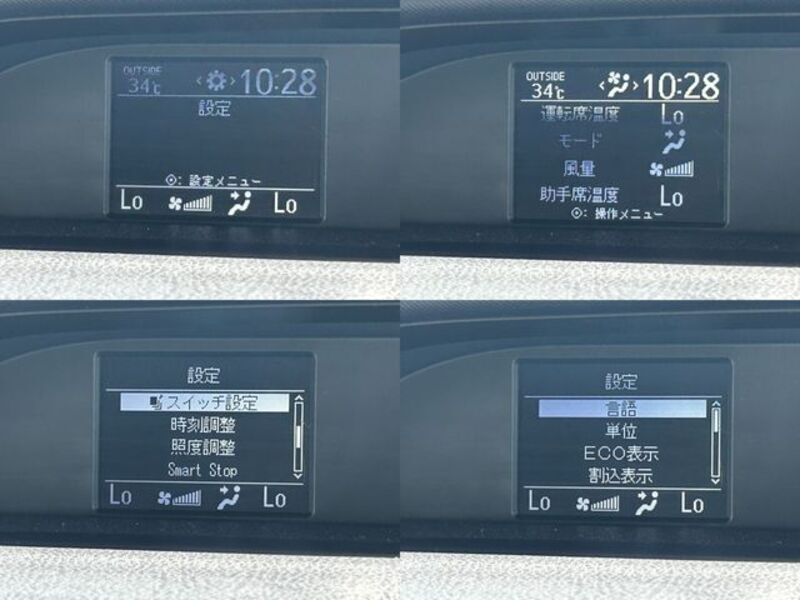 OUTSIDE
34℃ 10:28
設定
◎: 設定メニュー
Lo Lo
OUTSIDE
34℃ 10:28
運転席温度 Lo
モード
風量
助手席温度 Lo
◎: 操作メニュー
設定
スイッチ設定
時刻調整
照度調整
Smart Stop
Lo Lo
設定
言語
単位
ECO表示
割込表示
Lo Lo